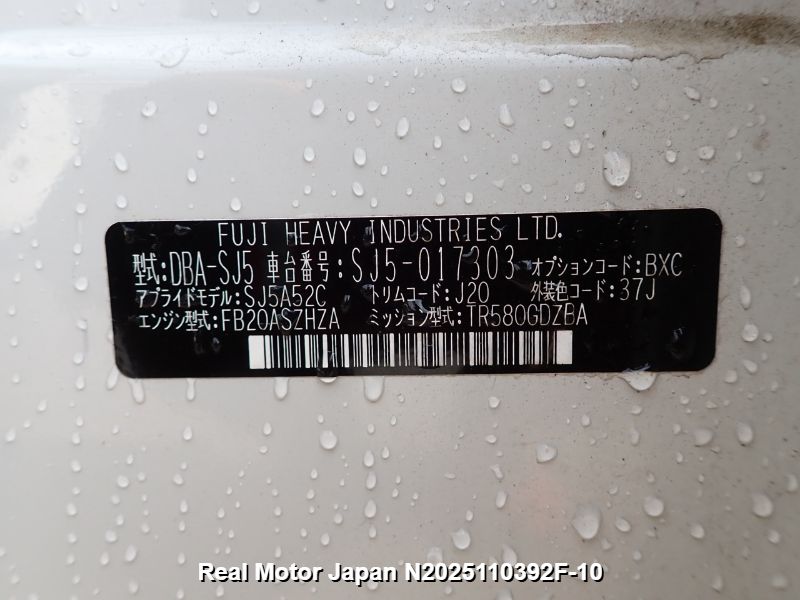 FUJI HEAVY INDUSTRIES LTD.
型式:DBA-SJ5 車台番号:SJ5-017303 オプションコード:BXC
アプライドモデル:SJ5A52C トリムコード:J20 外装色コード:37J
エンジン型式:FB20ASZHZA ミッション型式:TR580GDZBA
Real Motor Japan N2025110392F-10